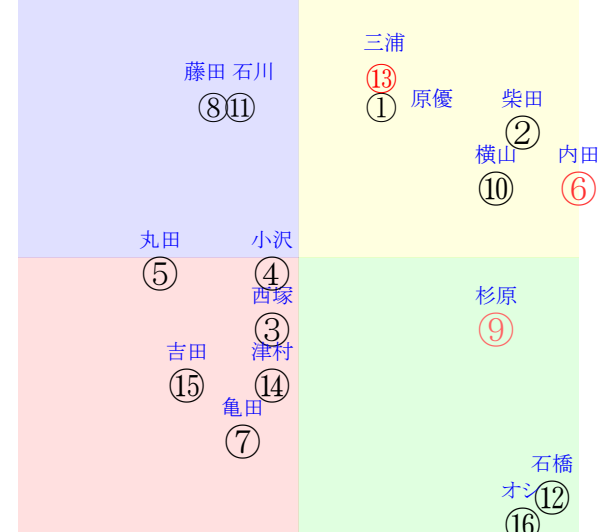 三浦
藤田 石川
⑬
原優 柴田
⑧⑪ ①
②
横山 内田
⑩ ⑥
丸田 小沢
⑤ ④
西塚 杉原
③ ⑨
吉田 津村
⑮ ⑭
亀田
⑦
石橋
オシ
⑫
⑯